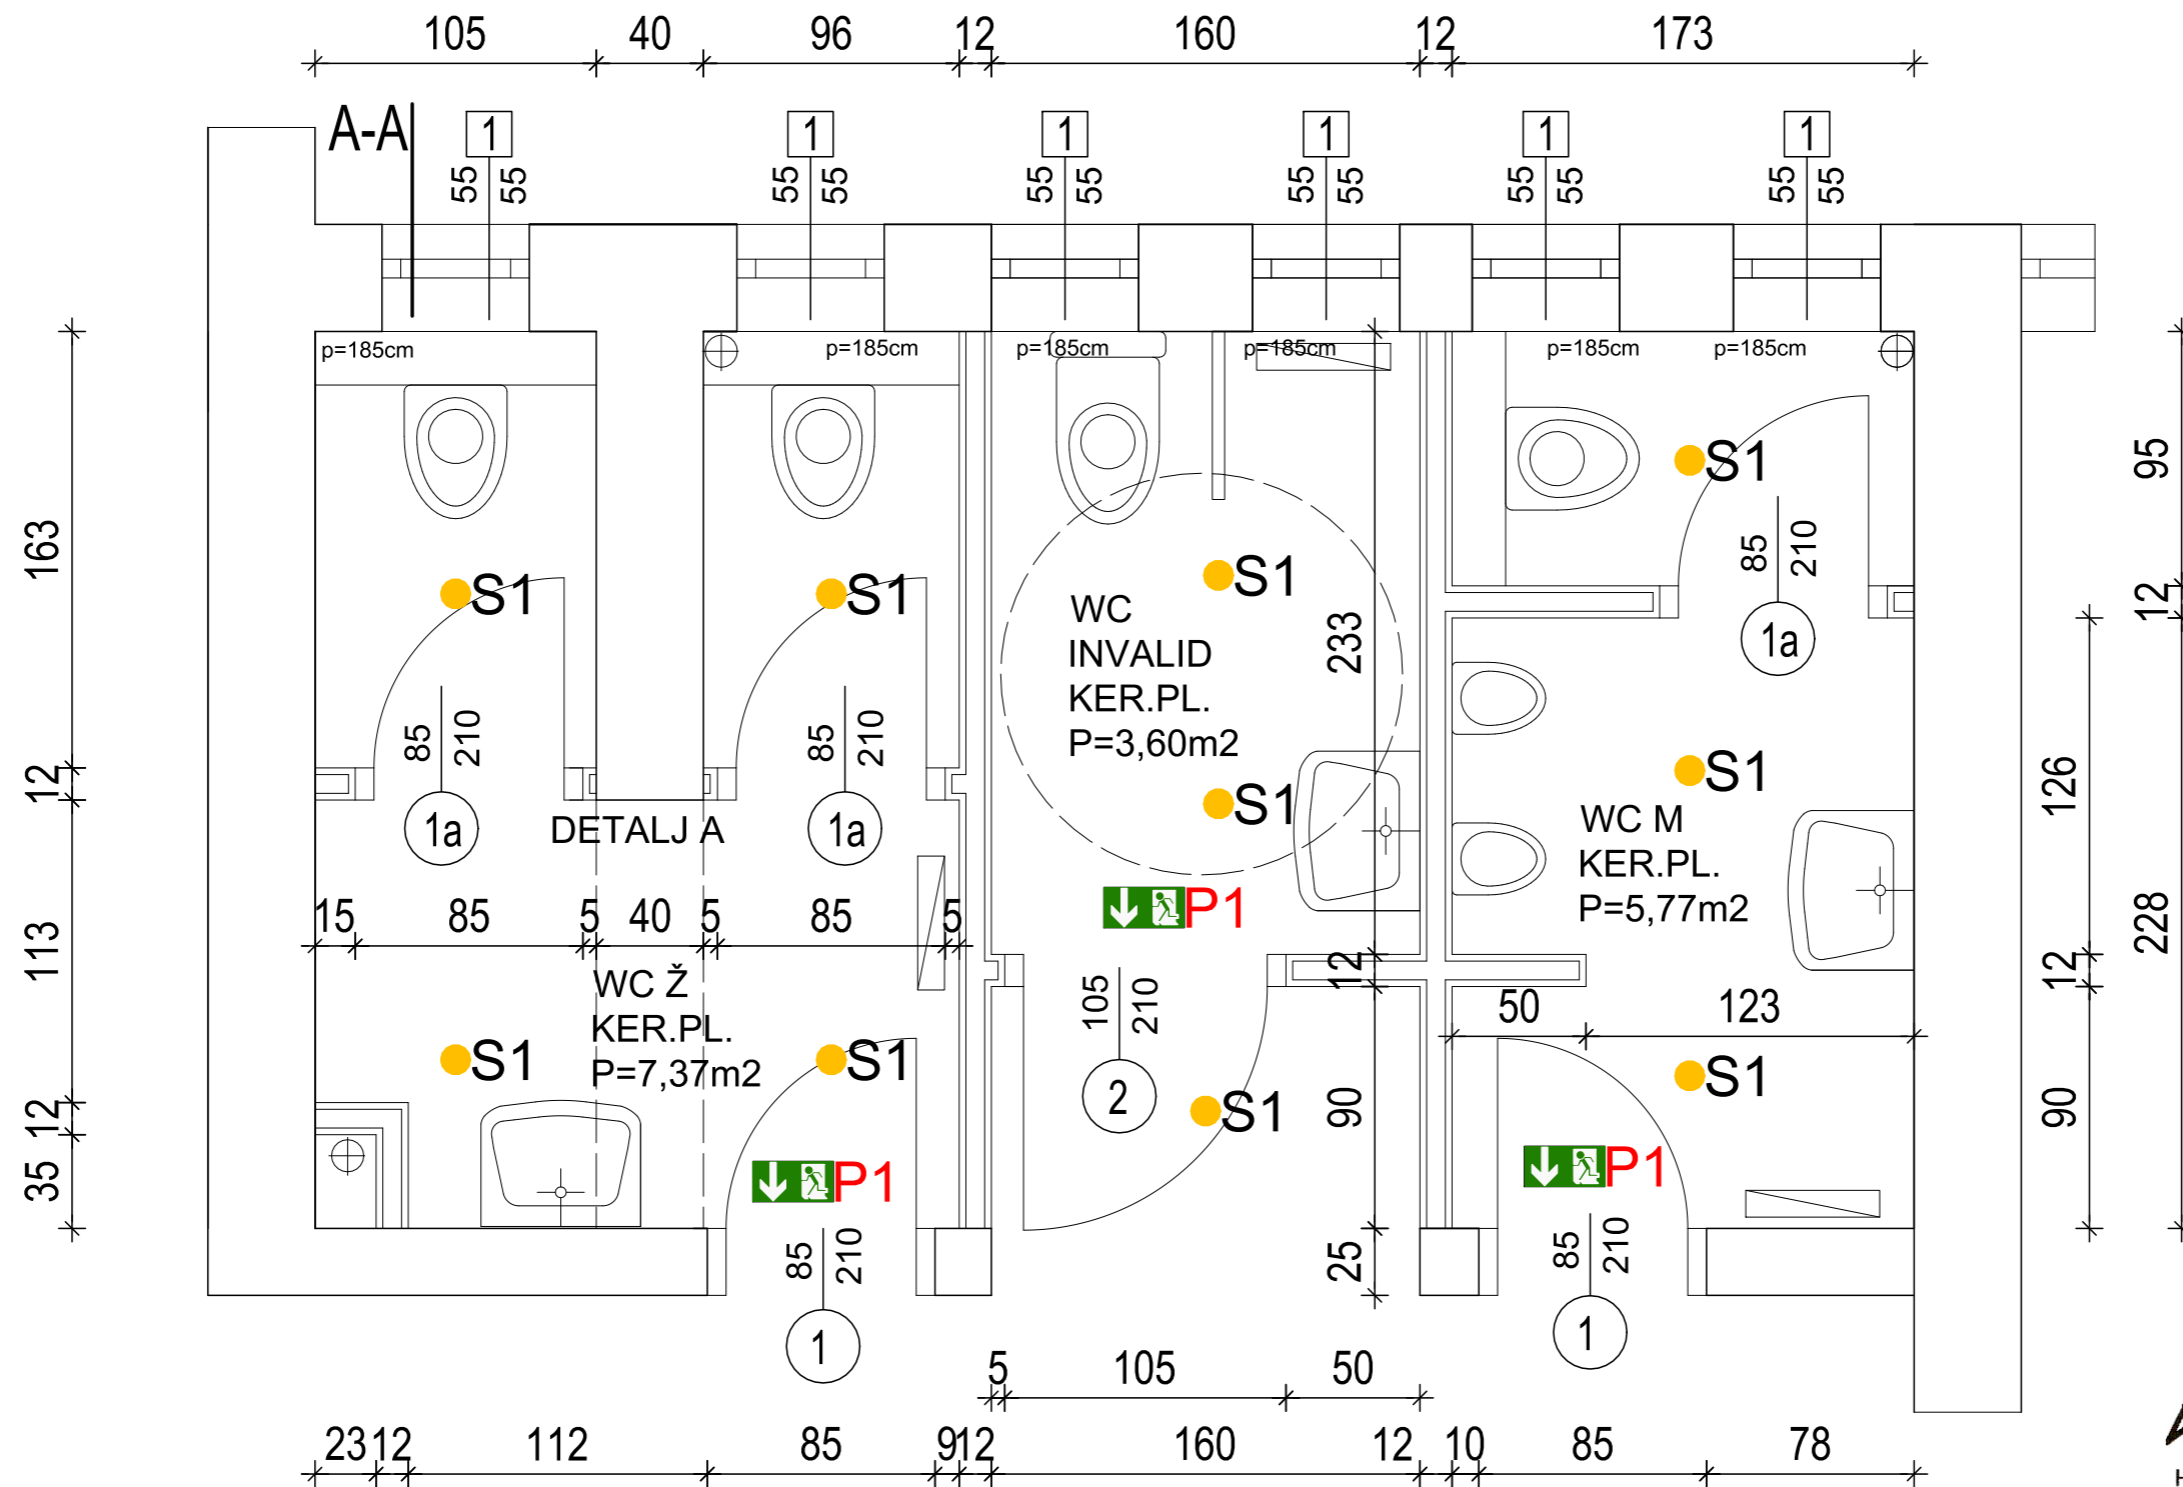 105 40 96 12 160 12 173
A-A 1 1 1 1 1 1
55 55 55 55 55 55 55 55 55 55 55 55
p=185cm p=185cm p=185cm p=185cm p=185cm p=185cm
163 12 113 12 35
95 12 228
126 12 90
S1 S1 S1 S1
85 210 85 210 85 210
1a 1a 1a
WC
INVALID
KER.PL.
P=3,60m2
233 12 90 25
S1 S1
DETALJ A
WC M
KER.PL.
P=5,77m2
15 85 5 40 5 85 5
P1
WC Ž
KER.PL.
P=7,37m2
105 210
2
50 123
S1 S1 S1 S1
P1 P1
85 210 85 210
1 1
5 105 50
23 12 112 85 9 12 160 12 10 85 78